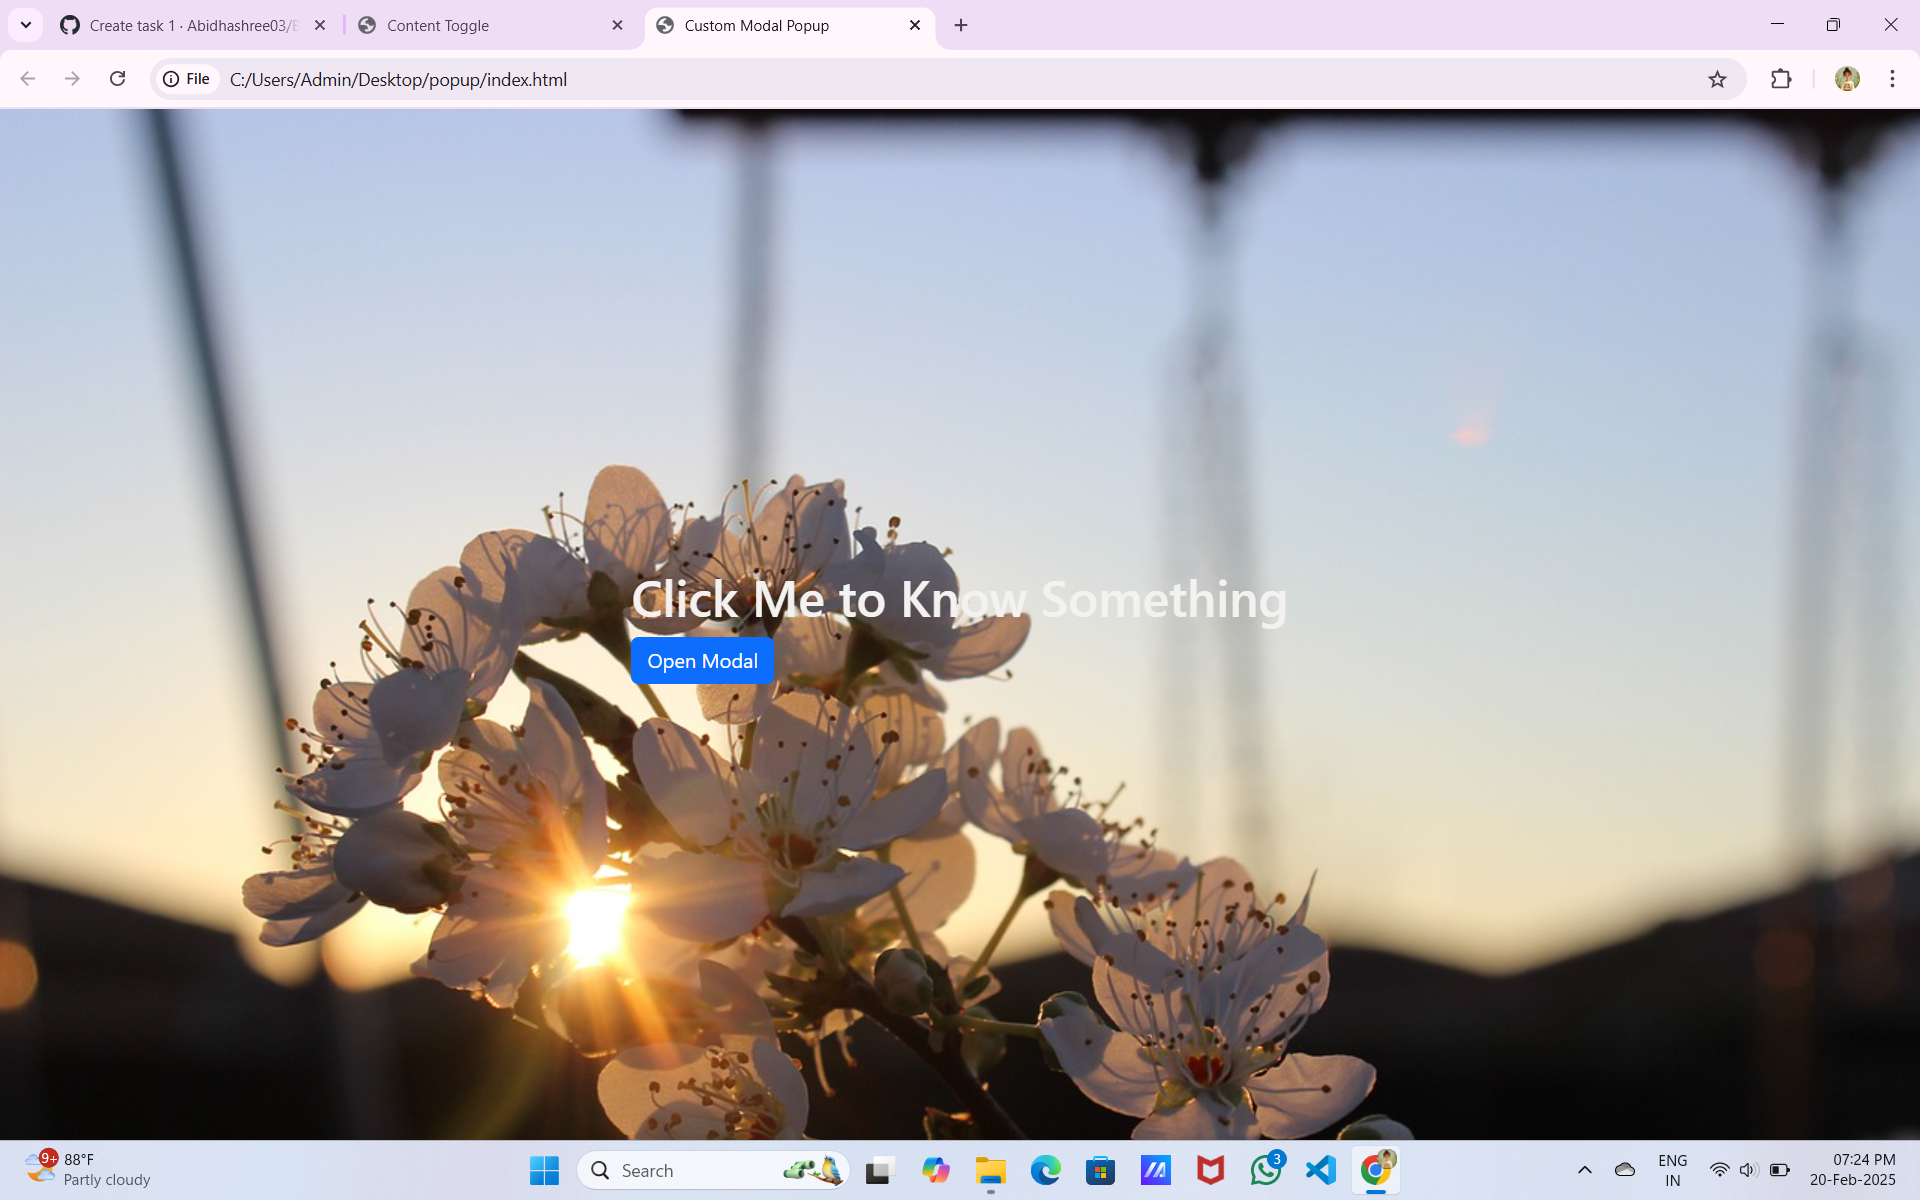 Create task 1 · Abidhashree03/
Content Toggle
Custom Modal Popup
File
C:/Users/Admin/Desktop/popup/index.html
Click Me to Know Something
Open Modal
9+
88°F
Partly cloudy
Search
3
ENG
IN
07:24 PM
20-Feb-2025